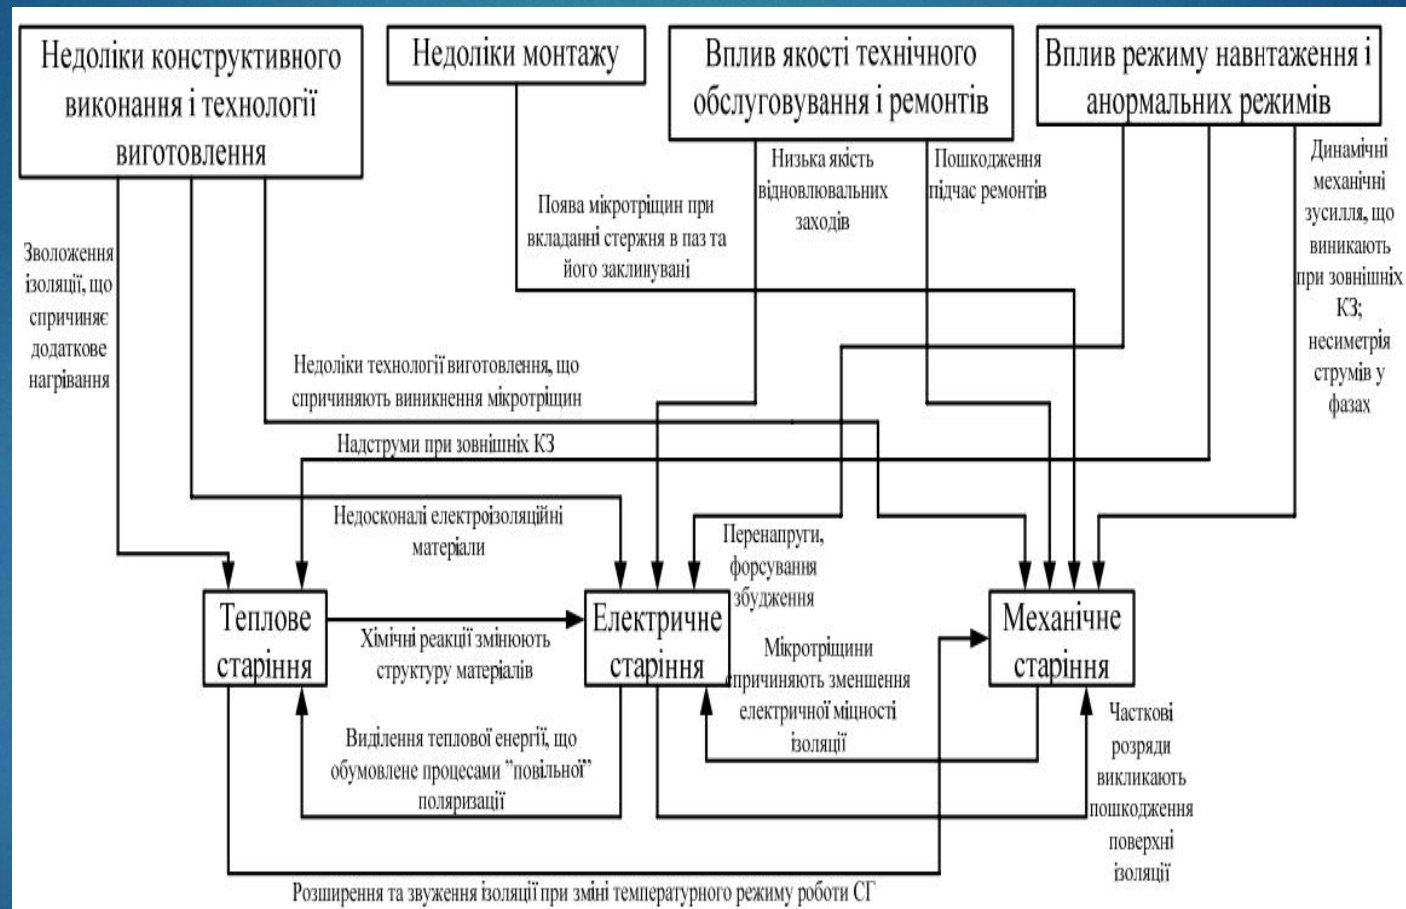 Недоліки конструктивного
виконання і технології
виготовлення
Недоліки монтажу
Вплив якості технічного
обслуговування і ремонтів
Вплив режиму навнтаження і
анормальних режимів
Зволоження
ізоляції, що
спричиняє
додаткове
нагрівання
Поява мікротріщин при
вкладанні стержня в паз та
його заклинувані
Низька якість
відновлювальних
заходів
Пошкодження
підчас ремонтів
Динамічні
механічні
зусилля, що
виникають
при зовнішніх
КЗ;
несиметрія
струмів у
фазах
Недоліки технології виготовлення, що
спричиняють виникнення мікротріщин
Надструми при зовнішніх КЗ
Недосконалі електроізоляційні
матеріали
Перенапруги,
форсування
збудження
Теплове
старіння
Хімічні реакції змінюють
структуру матеріалів
Електричне
старіння
Мікротріщини
спричиняють зменшення
електричної міцності
ізоляції
Механічне
старіння
Виділення теплової енергії, що
обумовлене процесами ”повільної”
поляризації
Часткові
розряди
викликають
пошкодження
поверхні
ізоляції
Розширення та звуження ізоляції при зміні температурного режиму роботи СГ